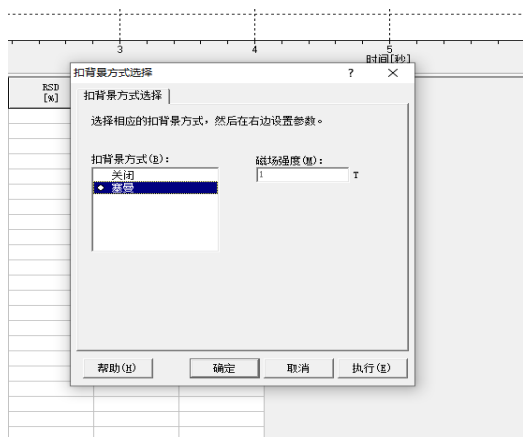 3 4 5
时间[秒]
RSD
[%]
扣背景方式选择 ? ×
扣背景方式选择
选择相应的扣背景方式，然后在右边设置参数。
扣背景方式(B): 磁场强度(M):
关闭 1 T
塞曼
帮助(H) 确定 取消 执行(E)